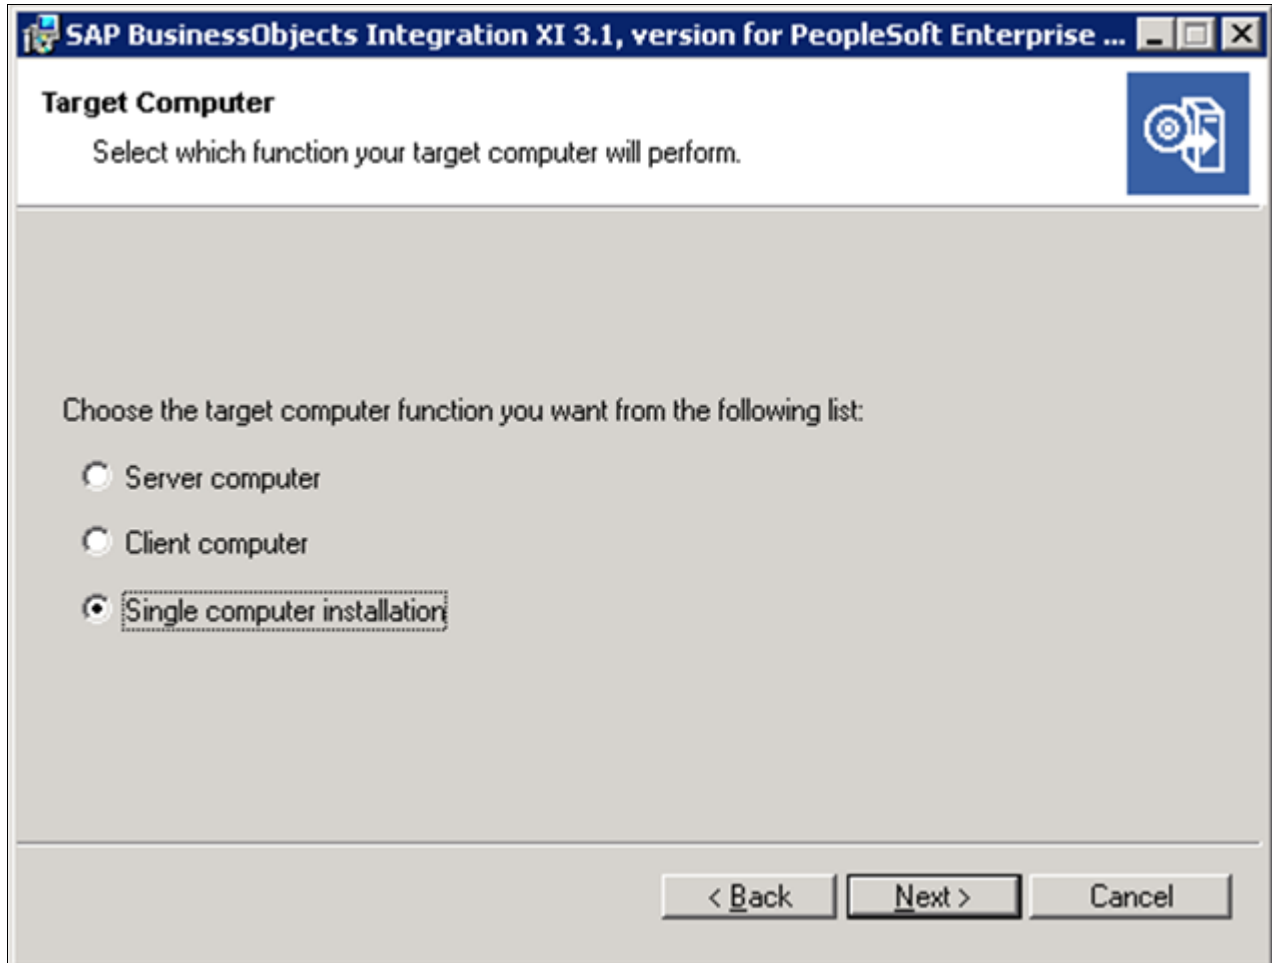 SAP BusinessObjects Integration XI 3.1, version for PeopleSoft Enterprise ...
Target Computer
Select which function your target computer will perform.
Choose the target computer function you want from the following list:
Server computer
Client computer
Single computer installation
< Back
Next >
Cancel